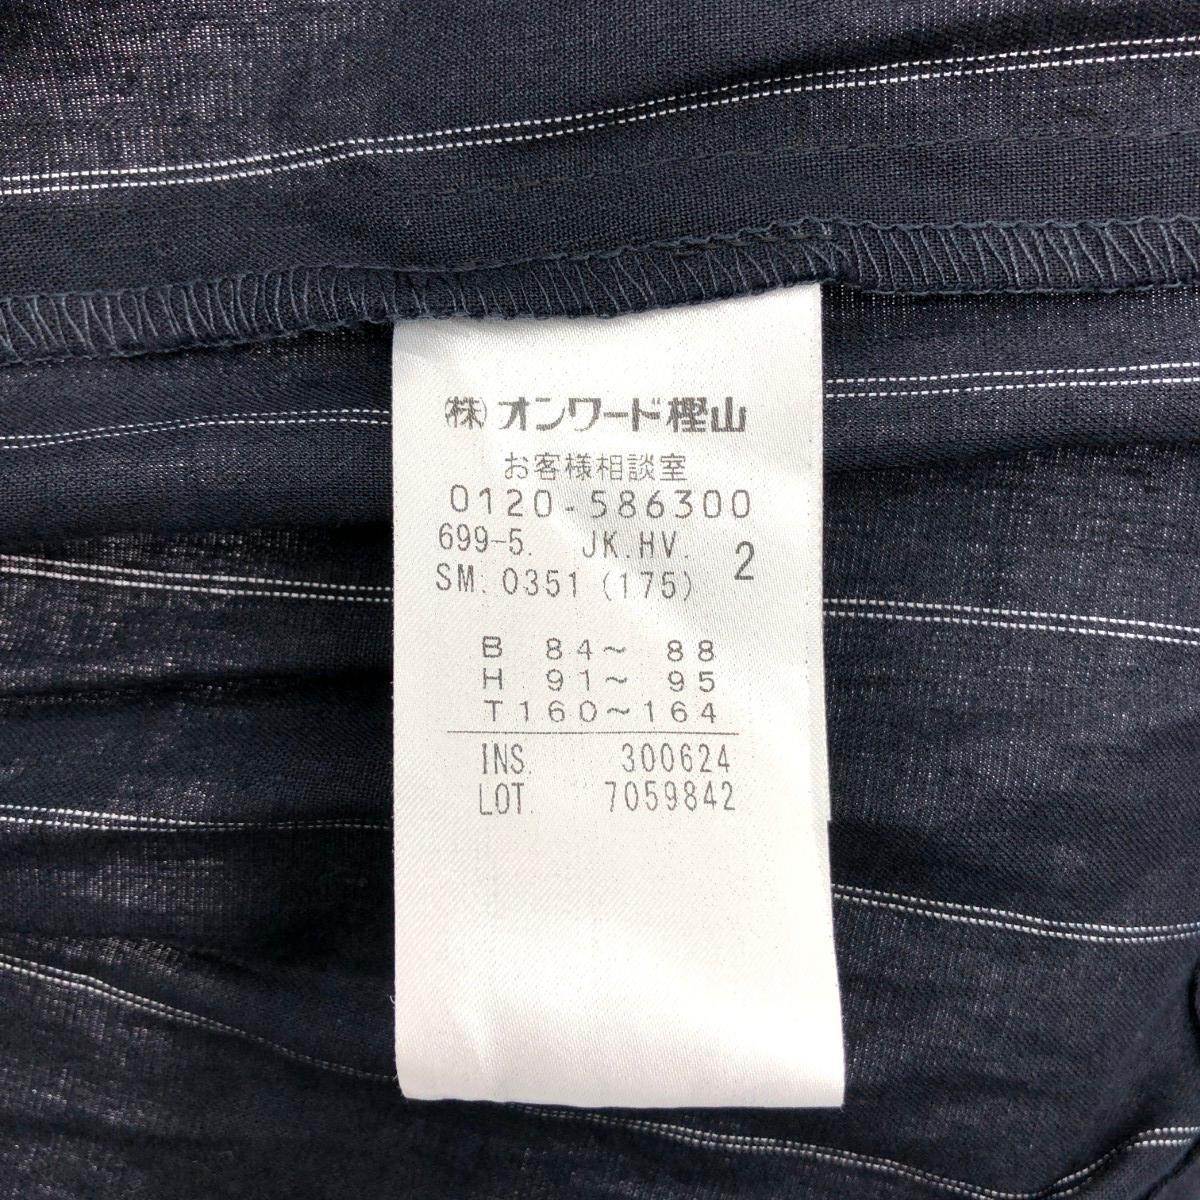 ㈱オンワード樫山
お客様相談室
0120-586300
699-5. JK.HV. 2
SM. 0351 (175)
B 84～ 88
H 91～ 95
T160～164
INS. 300624
LOT. 7059842